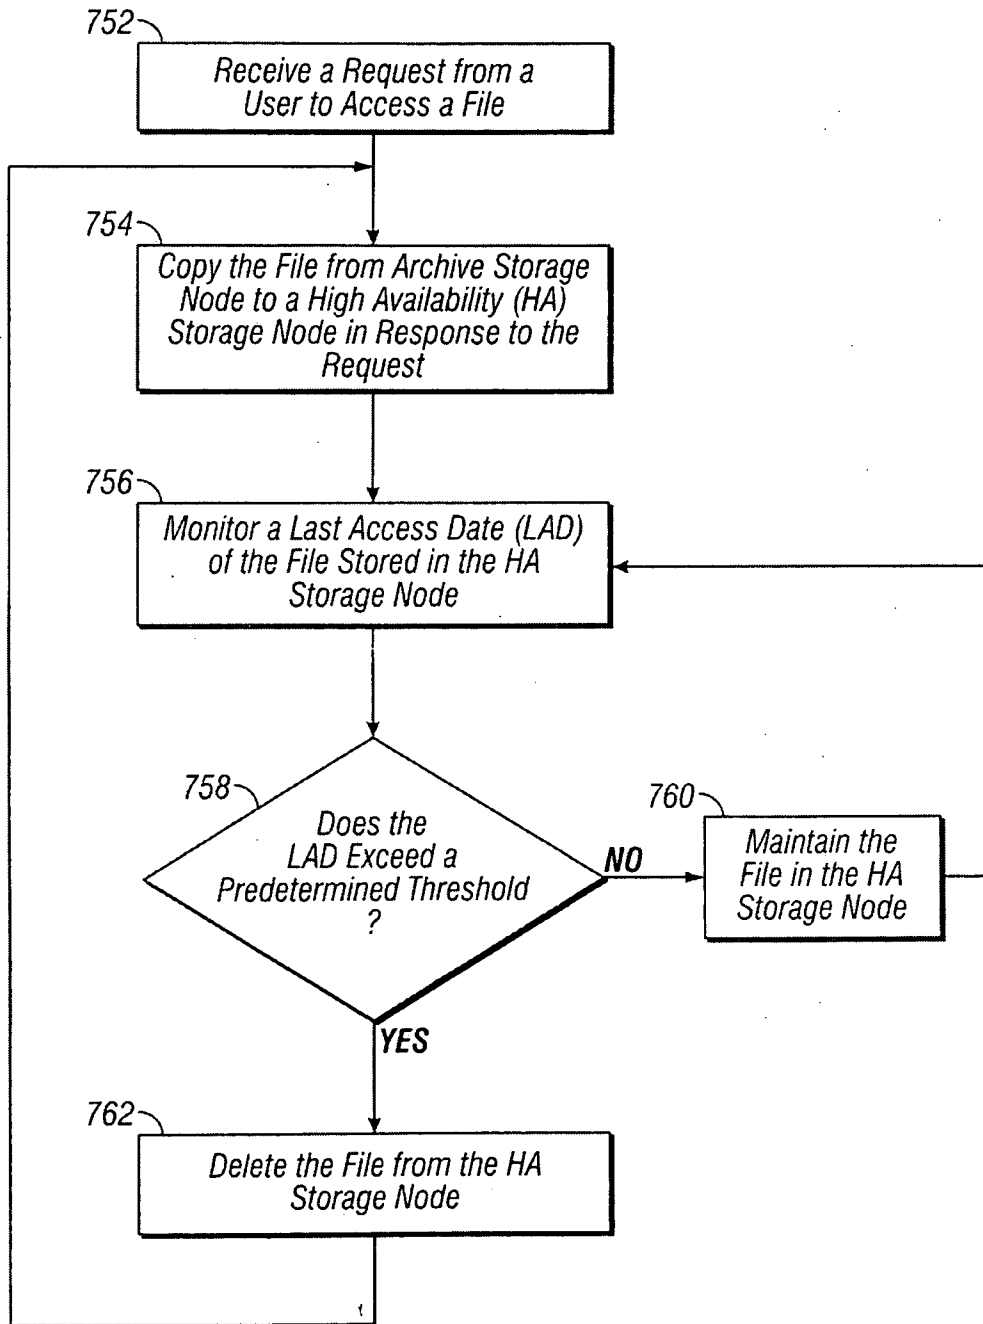 752
Receive a Request from a
User to Access a File
754
Copy the File from Archive Storage
Node to a High Availability (HA)
Storage Node in Response to the
Request
756
Monitor a Last Access Date (LAD)
of the File Stored in the HA
Storage Node
758
Does the
LAD Exceed a
Predetermined Threshold
?
NO
760
Maintain the
File in the HA
Storage Node
YES
762
Delete the File from the HA
Storage Node